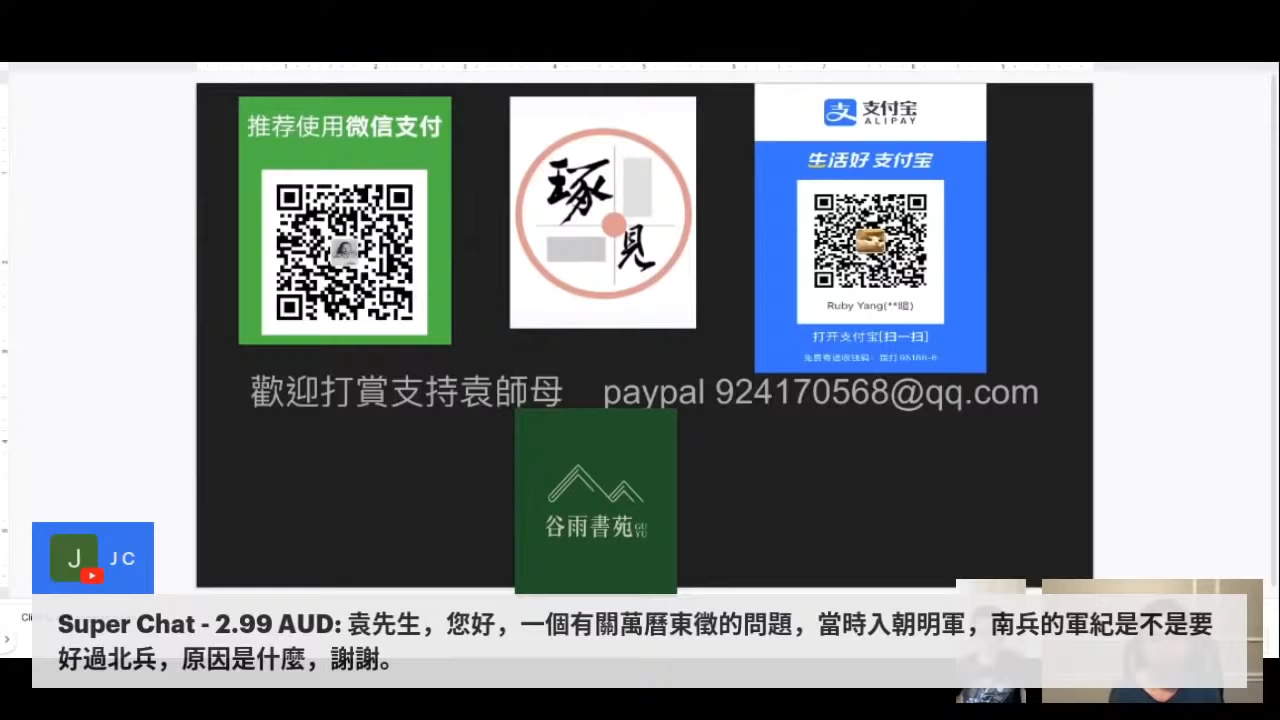 推荐使用微信支付
琢
見
支付宝
ALIPAY
生活好 支付宝
Ruby Yang(**暄)
打开支付宝[扫一扫]
歡迎打賞支持袁師母 paypal 924170568@qq.com
谷雨書苑 GU YU
J J C
Super Chat - 2.99 AUD: 袁先生，您好，一個有關萬曆東徵的問題，當時入朝明軍，南兵的軍紀是不是要
好過北兵，原因是什麼，謝謝。